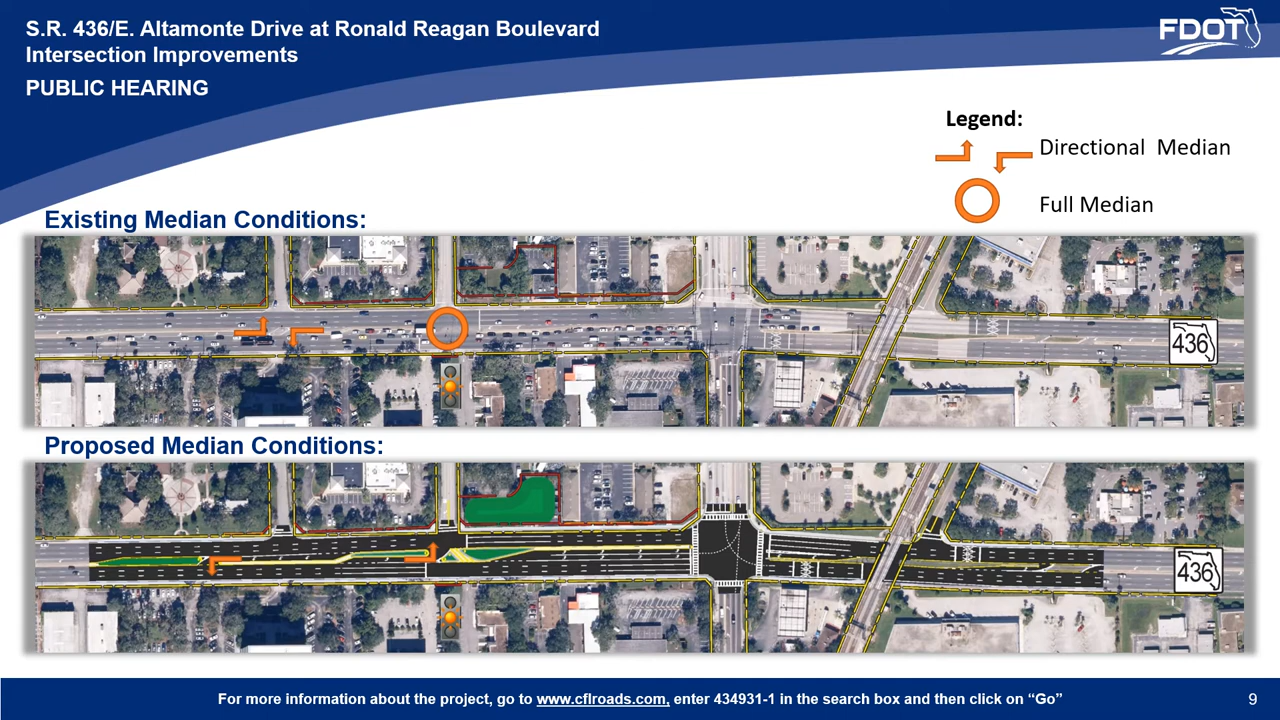 S.R. 436/E. Altamonte Drive at Ronald Reagan Boulevard
Intersection Improvements
PUBLIC HEARING
FDOT
Legend:
Directional Median
Full Median
Existing Median Conditions:
436
Proposed Median Conditions:
436
For more information about the project, go to www.cflroads.com, enter 434931-1 in the search box and then click on “Go”
9